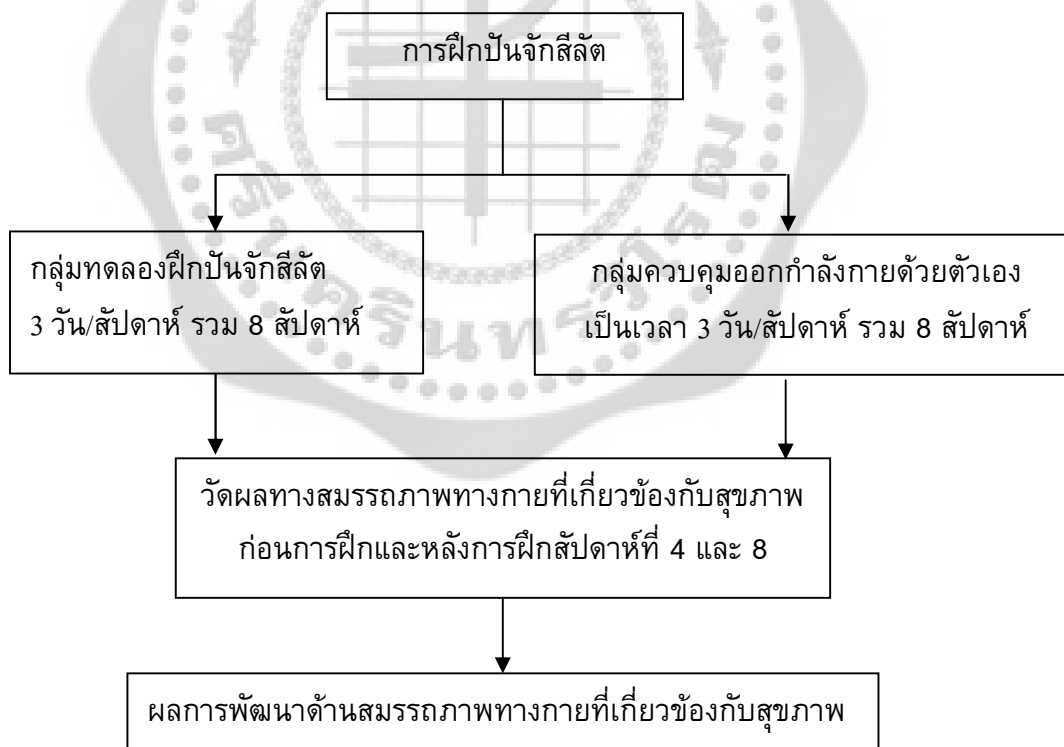 การฝึกปันจักสีลัต
กลุ่มทดลองฝึกปันจักสีลัต
3 วัน/สัปดาห์ รวม 8 สัปดาห์
กลุ่มควบคุมออกกำลังกายด้วยตัวเอง
เป็นเวลา 3 วัน/สัปดาห์ รวม 8 สัปดาห์
วัดผลทางสมรรถภาพทางกายที่เกี่ยวข้องกับสุขภาพ
ก่อนการฝึกและหลังการฝึกสัปดาห์ที่ 4 และ 8
ผลการพัฒนาด้านสมรรถภาพทางกายที่เกี่ยวข้องกับสุขภาพ